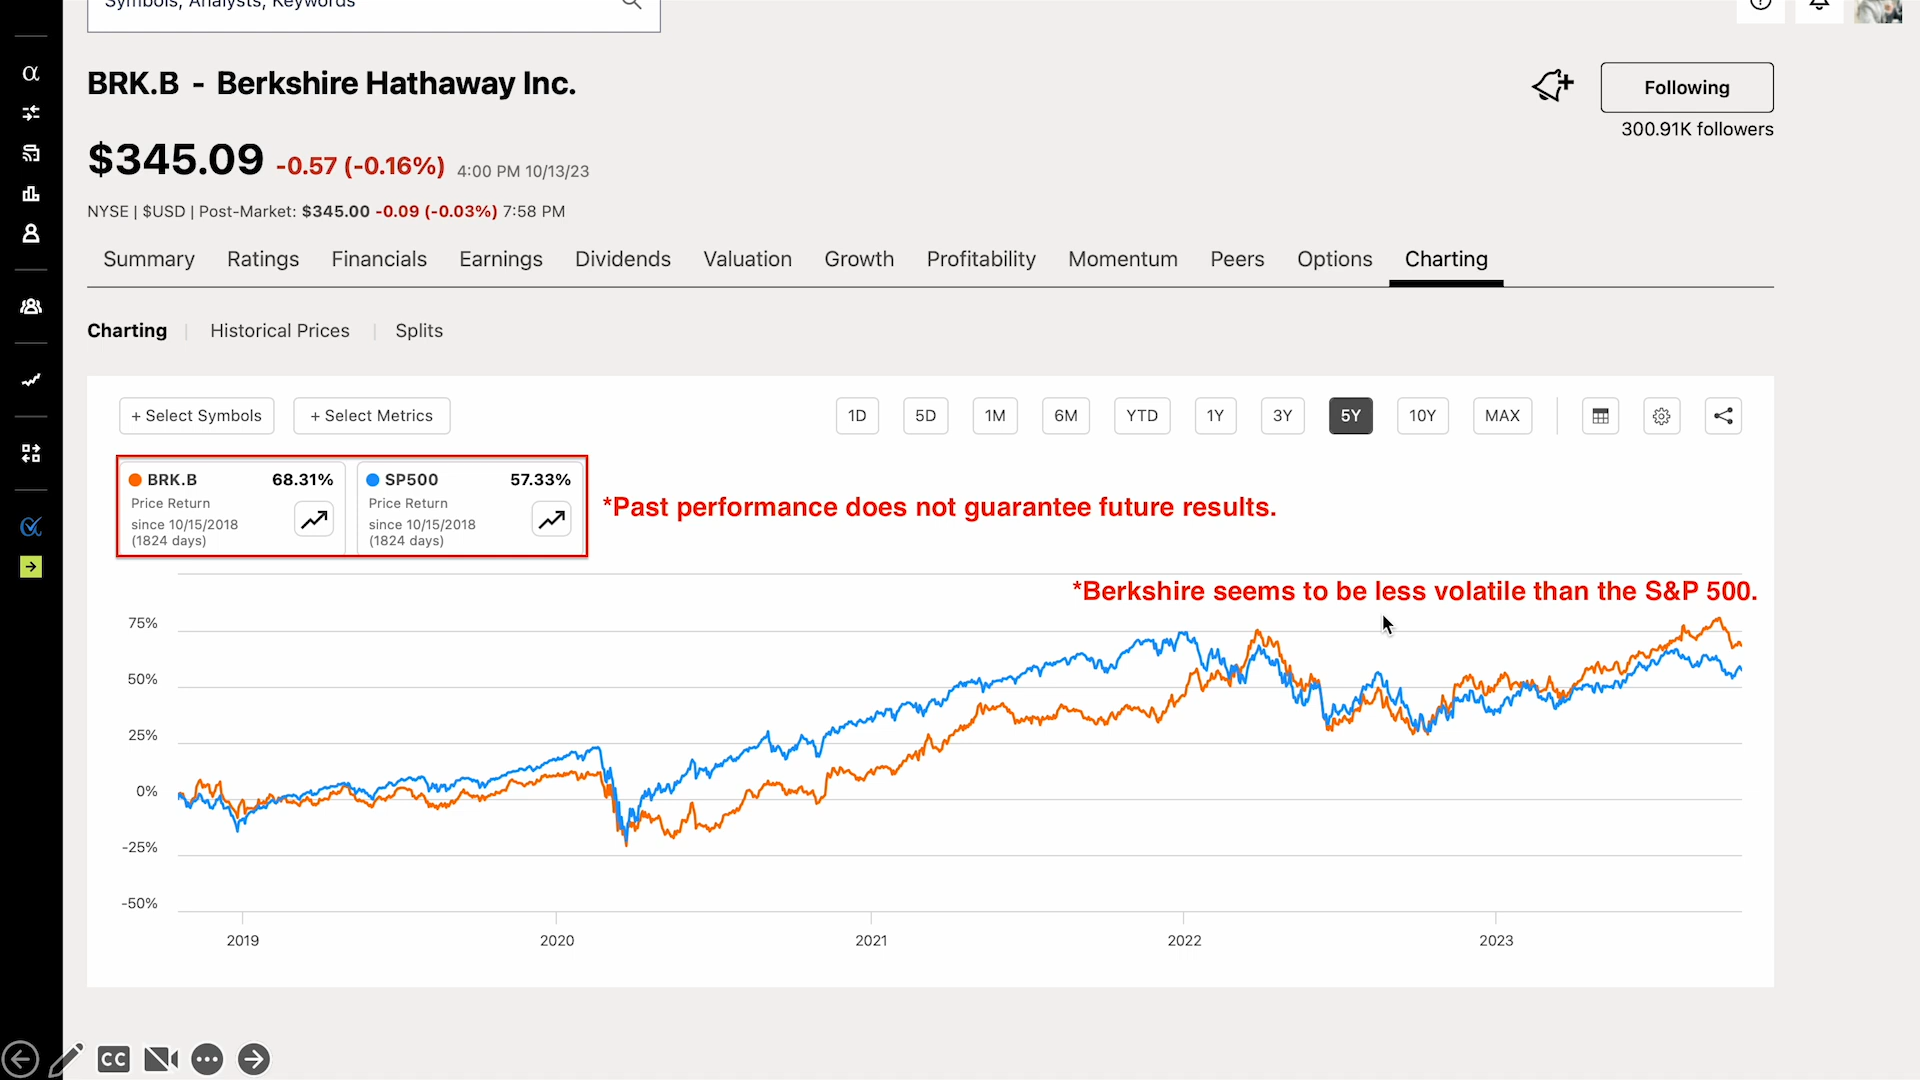 Symbols, Analysts, Keywords
BRK.B - Berkshire Hathaway Inc.
Following
300.91K followers
$345.09 -0.57 (-0.16%) 4:00 PM 10/13/23
NYSE | $USD | Post-Market: $345.00 -0.09 (-0.03%) 7:58 PM
Summary Ratings Financials Earnings Dividends Valuation Growth Profitability Momentum Peers Options Charting
Charting | Historical Prices | Splits
+ Select Symbols + Select Metrics 1D 5D 1M 6M YTD 1Y 3Y 5Y 10Y MAX
BRK.B 68.31%
Price Return
since 10/15/2018
(1824 days)
SP500 57.33%
Price Return
since 10/15/2018
(1824 days)
*Past performance does not guarantee future results.
*Berkshire seems to be less volatile than the S&P 500.
75%
50%
25%
0%
-25%
-50%
2019 2020 2021 2022 2023
CC